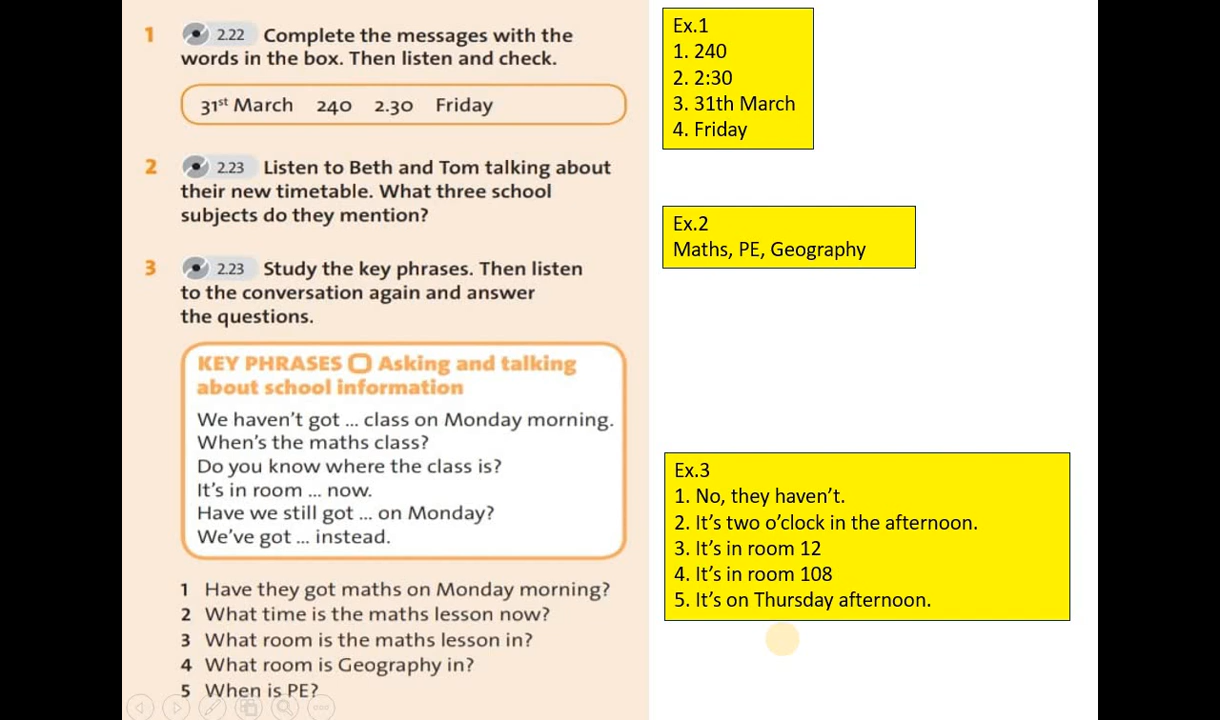 1 2.22 Complete the messages with the
words in the box. Then listen and check.
31st March 240 2.30 Friday
2 2.23 Listen to Beth and Tom talking about
their new timetable. What three school
subjects do they mention?
3 2.23 Study the key phrases. Then listen
to the conversation again and answer
the questions.
KEY PHRASES Asking and talking
about school information
We haven't got ... class on Monday morning.
When's the maths class?
Do you know where the class is?
It's in room ... now.
Have we still got ... on Monday?
We've got ... instead.
1 Have they got maths on Monday morning?
2 What time is the maths lesson now?
3 What room is the maths lesson in?
4 What room is Geography in?
5 When is PE?
Ex.1
1. 240
2. 2:30
3. 31th March
4. Friday
Ex.2
Maths, PE, Geography
Ex.3
1. No, they haven't.
2. It's two o'clock in the afternoon.
3. It's in room 12
4. It's in room 108
5. It's on Thursday afternoon.